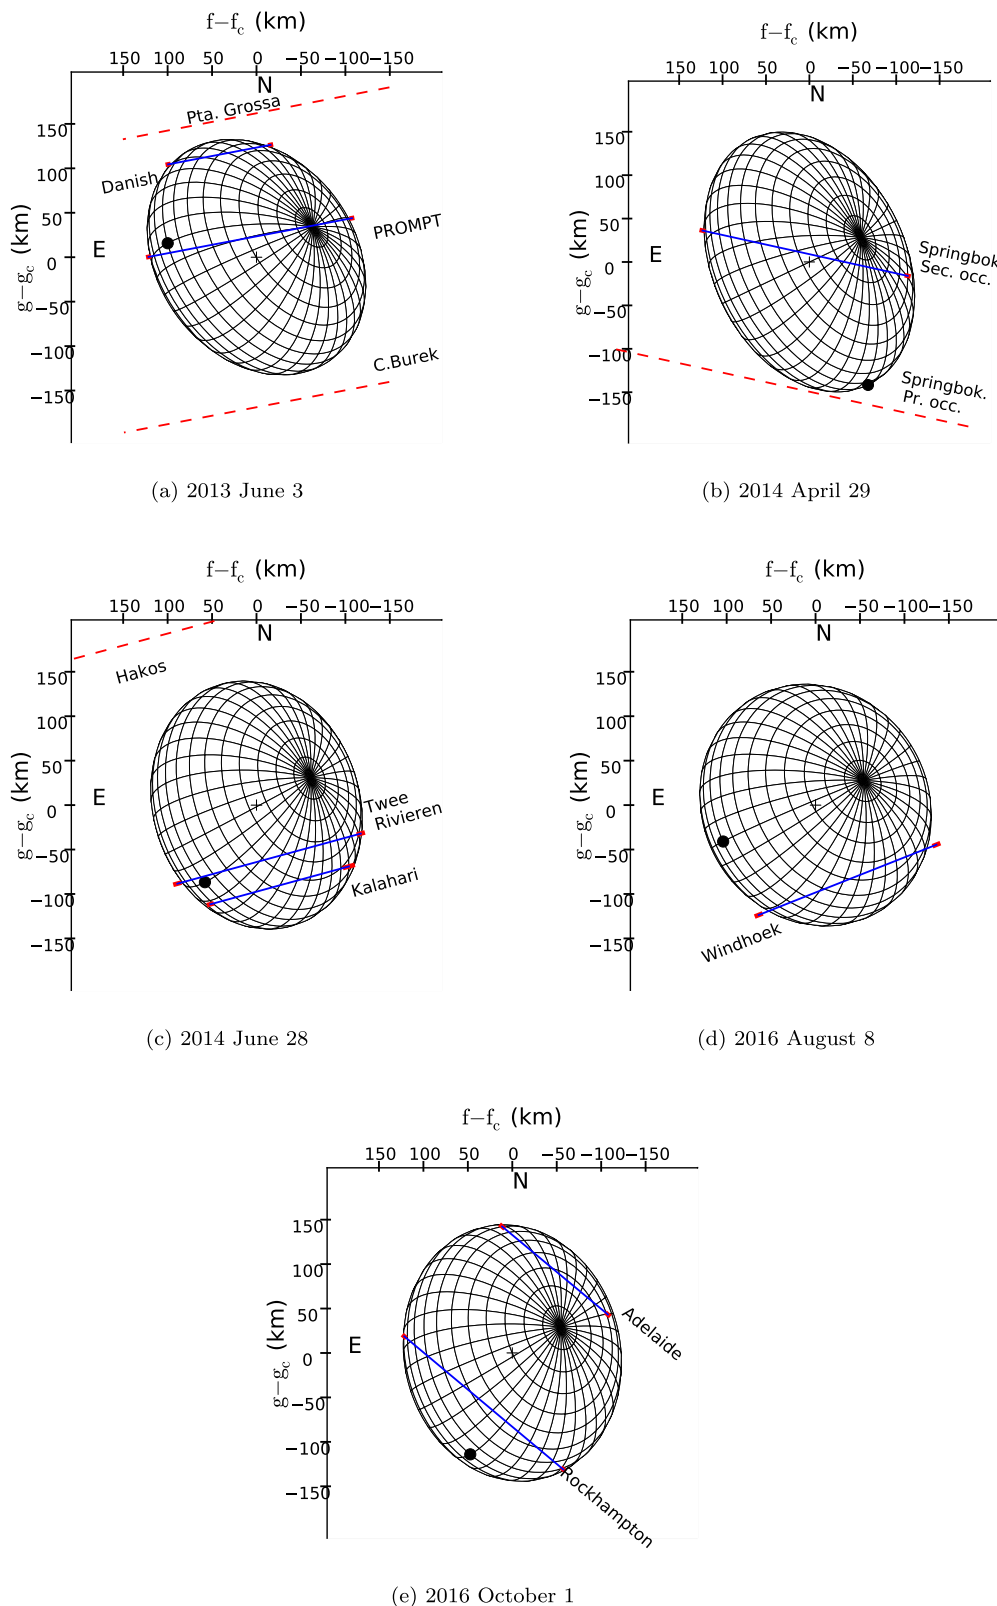 f−f_c (km)
150 100 50 0 −50 −100 −150
N
Pta. Grossa
150
100
50
0
−50
−100
−150
g−g_c (km)
Danish
E
PROMPT
C.Burek
(a) 2013 June 3
f−f_c (km)
150 100 50 0 −50 −100 −150
N
150
100
50
0
−50
−100
−150
g−g_c (km)
E
Springbok.
Sec. occ.
Springbok.
Pr. occ.
(b) 2014 April 29
f−f_c (km)
150 100 50 0 −50 −100 −150
N
Hakos
150
100
50
0
−50
−100
−150
g−g_c (km)
E
Twee
Rivieren
Kalahari
(c) 2014 June 28
f−f_c (km)
150 100 50 0 −50 −100 −150
N
150
100
50
0
−50
−100
−150
g−g_c (km)
E
Windhoek
(d) 2016 August 8
f−f_c (km)
150 100 50 0 −50 −100 −150
N
150
100
50
0
−50
−100
−150
g−g_c (km)
E
Adelaide
Rockhampton
(e) 2016 October 1